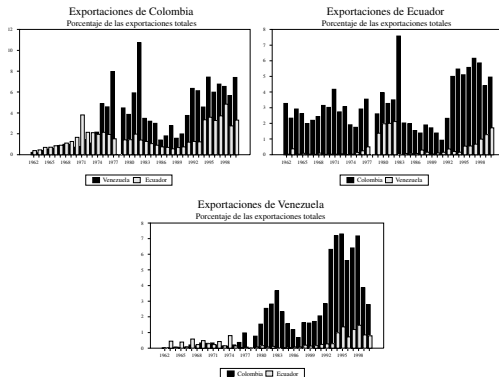 Exportaciones de Colombia
Porcentaje de las exportaciones totales
12
10
8
6
4
2
0
1962 1965 1968 1971 1974 1977 1980 1983 1986 1989 1992 1995 1998
Venezuela Ecuador
Exportaciones de Ecuador
Porcentaje de las exportaciones totales
8
7
6
5
4
3
2
1
0
1962 1965 1968 1971 1974 1977 1980 1983 1986 1989 1992 1995 1998
Colombia Venezuela
Exportaciones de Venezuela
Porcentaje de las exportaciones totales
8
7
6
5
4
3
2
1
0
1962 1965 1968 1971 1974 1977 1980 1983 1986 1989 1992 1995 1998
Colombia Ecuador